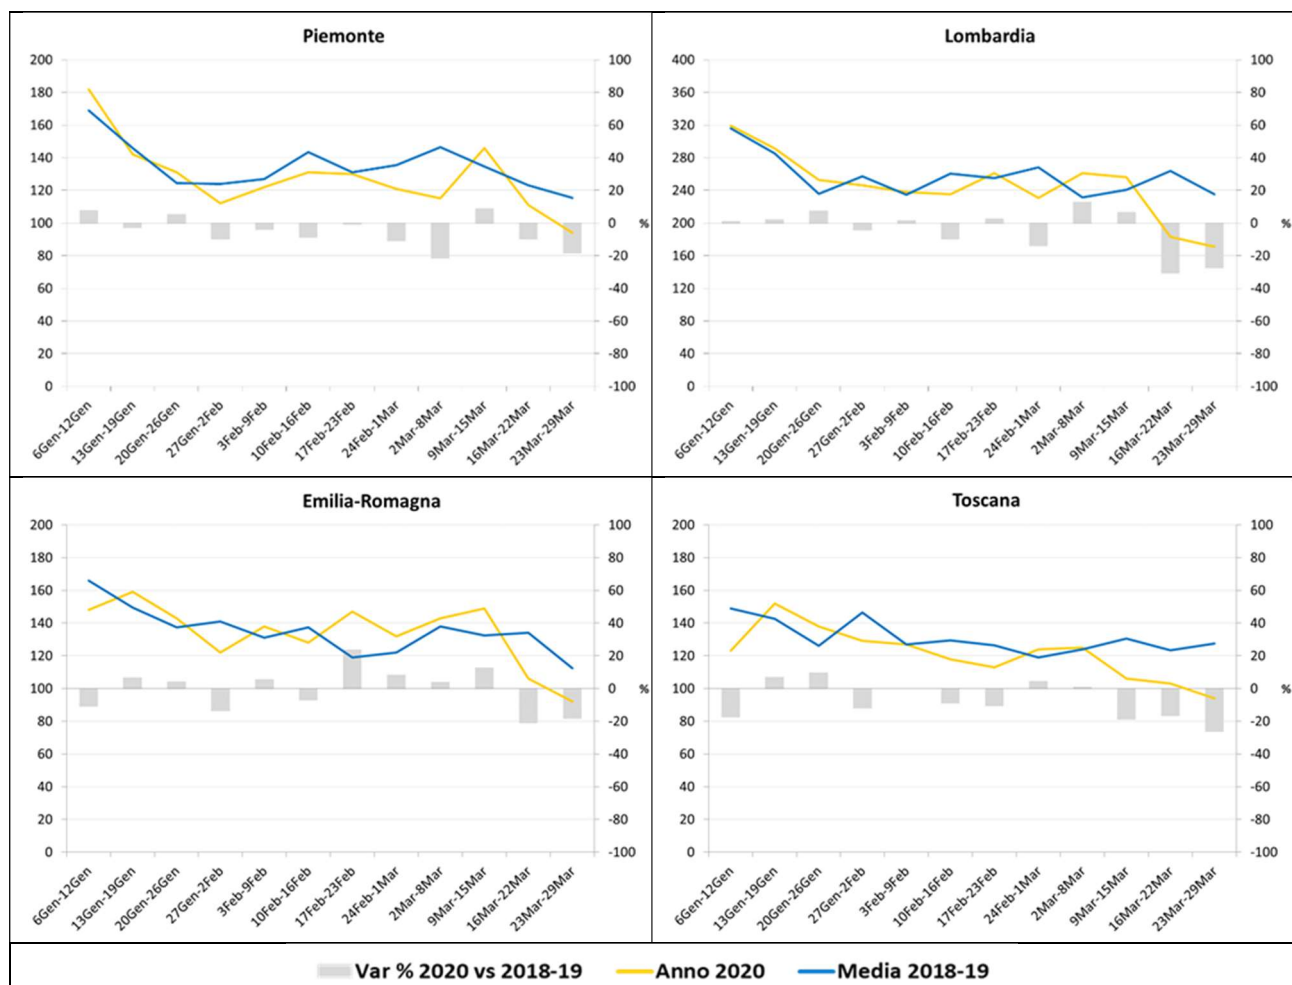 Piemonte
200 100
180 80
160 60
140 40
120 20
100 0 %
80 -20
60 -40
40 -60
20 -80
0 -100
6Gen-12Gen
13Gen-19Gen
20Gen-26Gen
27Gen-2Feb
3Feb-9Feb
10Feb-16Feb
17Feb-23Feb
24Feb-1Mar
2Mar-8Mar
9Mar-15Mar
16Mar-22Mar
23Mar-29Mar
Lombardia
400 100
360 80
320 60
280 40
240 20
200 0 %
160 -20
120 -40
80 -60
40 -80
0 -100
6Gen-12Gen
13Gen-19Gen
20Gen-26Gen
27Gen-2Feb
3Feb-9Feb
10Feb-16Feb
17Feb-23Feb
24Feb-1Mar
2Mar-8Mar
9Mar-15Mar
16Mar-22Mar
23Mar-29Mar
Emilia-Romagna
200 100
180 80
160 60
140 40
120 20
100 0 %
80 -20
60 -40
40 -60
20 -80
0 -100
6Gen-12Gen
13Gen-19Gen
20Gen-26Gen
27Gen-2Feb
3Feb-9Feb
10Feb-16Feb
17Feb-23Feb
24Feb-1Mar
2Mar-8Mar
9Mar-15Mar
16Mar-22Mar
23Mar-29Mar
Toscana
200 100
180 80
160 60
140 40
120 20
100 0 %
80 -20
60 -40
40 -60
20 -80
0 -100
6Gen-12Gen
13Gen-19Gen
20Gen-26Gen
27Gen-2Feb
3Feb-9Feb
10Feb-16Feb
17Feb-23Feb
24Feb-1Mar
2Mar-8Mar
9Mar-15Mar
16Mar-22Mar
23Mar-29Mar
Var % 2020 vs 2018-19 Anno 2020 Media 2018-19